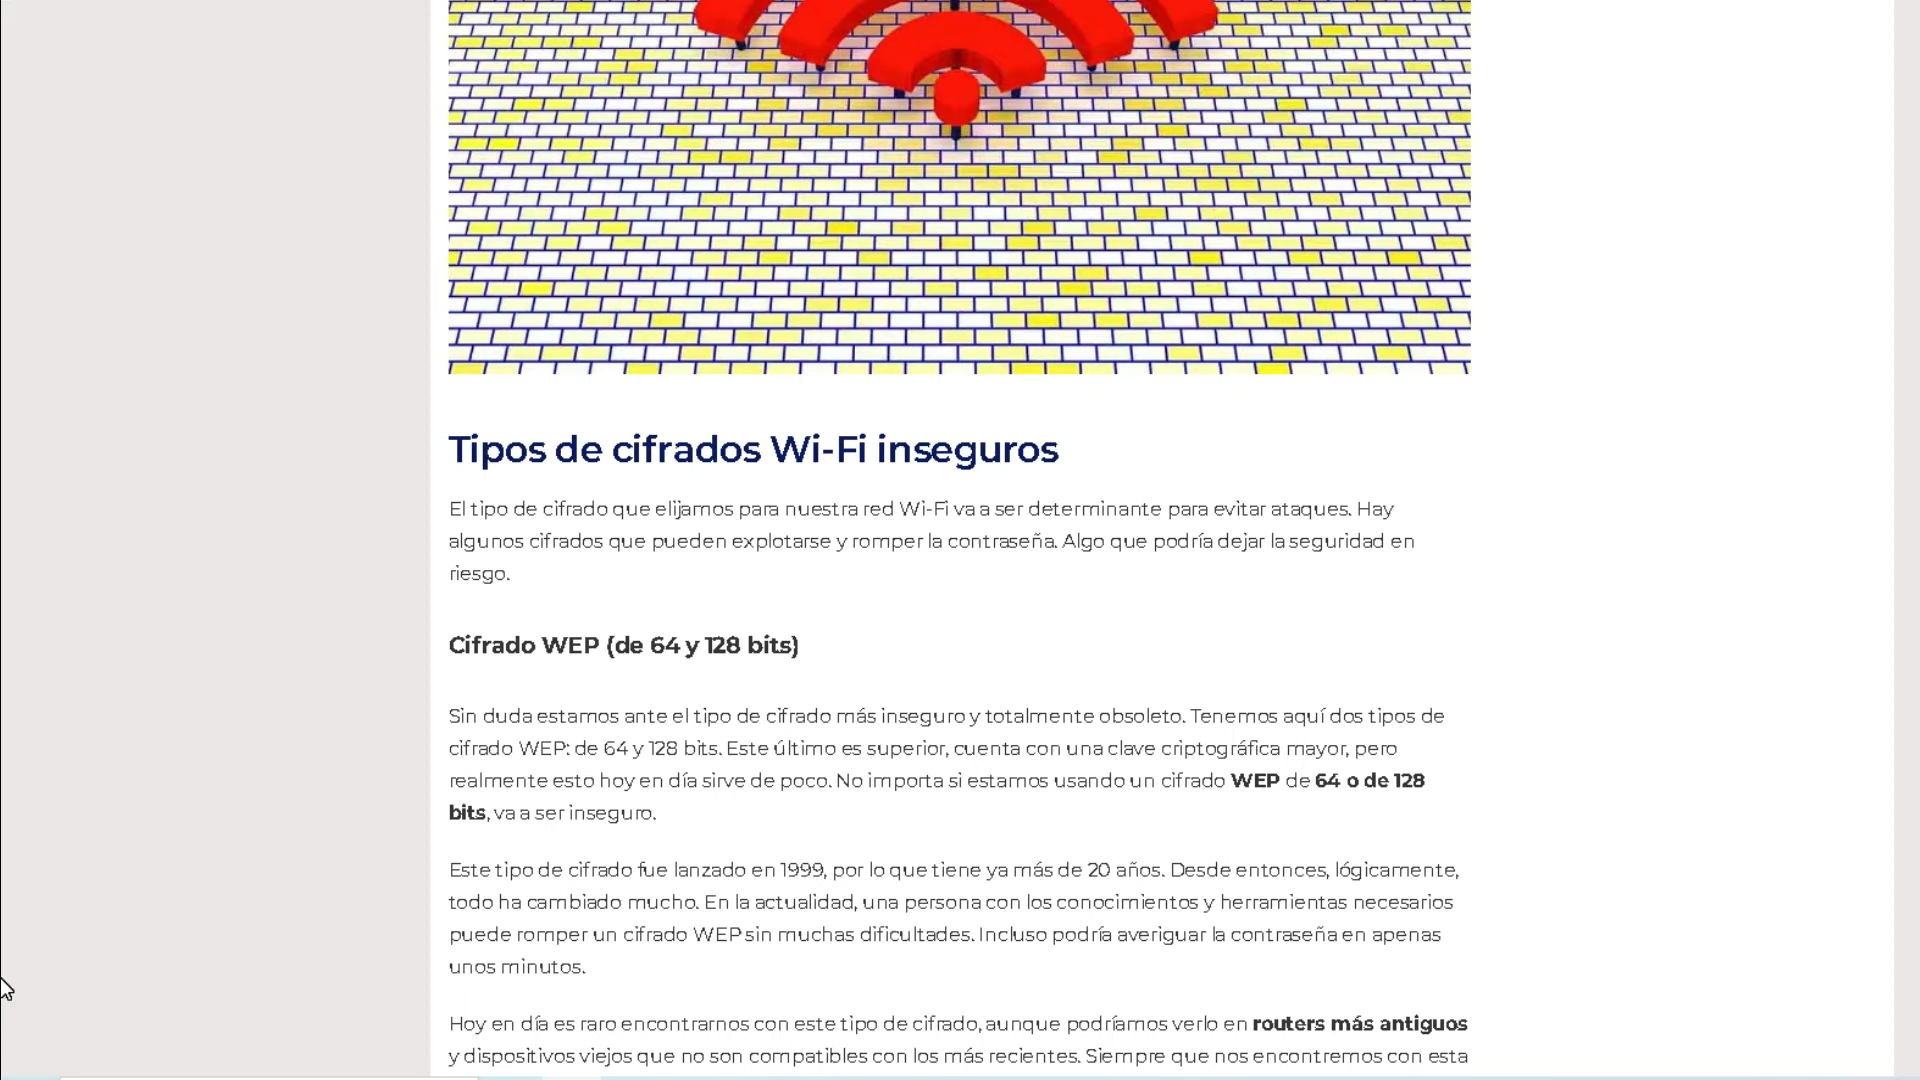 Tipos de cifrados Wi-Fi inseguros
El tipo de cifrado que elijamos para nuestra red Wi-Fi va a ser determinante para evitar ataques. Hay
algunos cifrados que pueden explotarse y romper la contraseña. Algo que podría dejar la seguridad en
riesgo.
Cifrado WEP (de 64 y 128 bits)
Sin duda estamos ante el tipo de cifrado más inseguro y totalmente obsoleto. Tenemos aquí dos tipos de
cifrado WEP: de 64 y 128 bits. Este último es superior, cuenta con una clave criptográfica mayor, pero
realmente esto hoy en día sirve de poco. No importa si estamos usando un cifrado WEP de 64 o de 128
bits, va a ser inseguro.
Este tipo de cifrado fue lanzado en 1999, por lo que tiene ya más de 20 años. Desde entonces, lógicamente,
todo ha cambiado mucho. En la actualidad, una persona con los conocimientos y herramientas necesarios
puede romper un cifrado WEP sin muchas dificultades. Incluso podría averiguar la contraseña en apenas
unos minutos.
Hoy en día es raro encontrarnos con este tipo de cifrado, aunque podríamos verlo en routers más antiguos
y dispositivos viejos que no son compatibles con los más recientes. Siempre que nos encontremos con esta